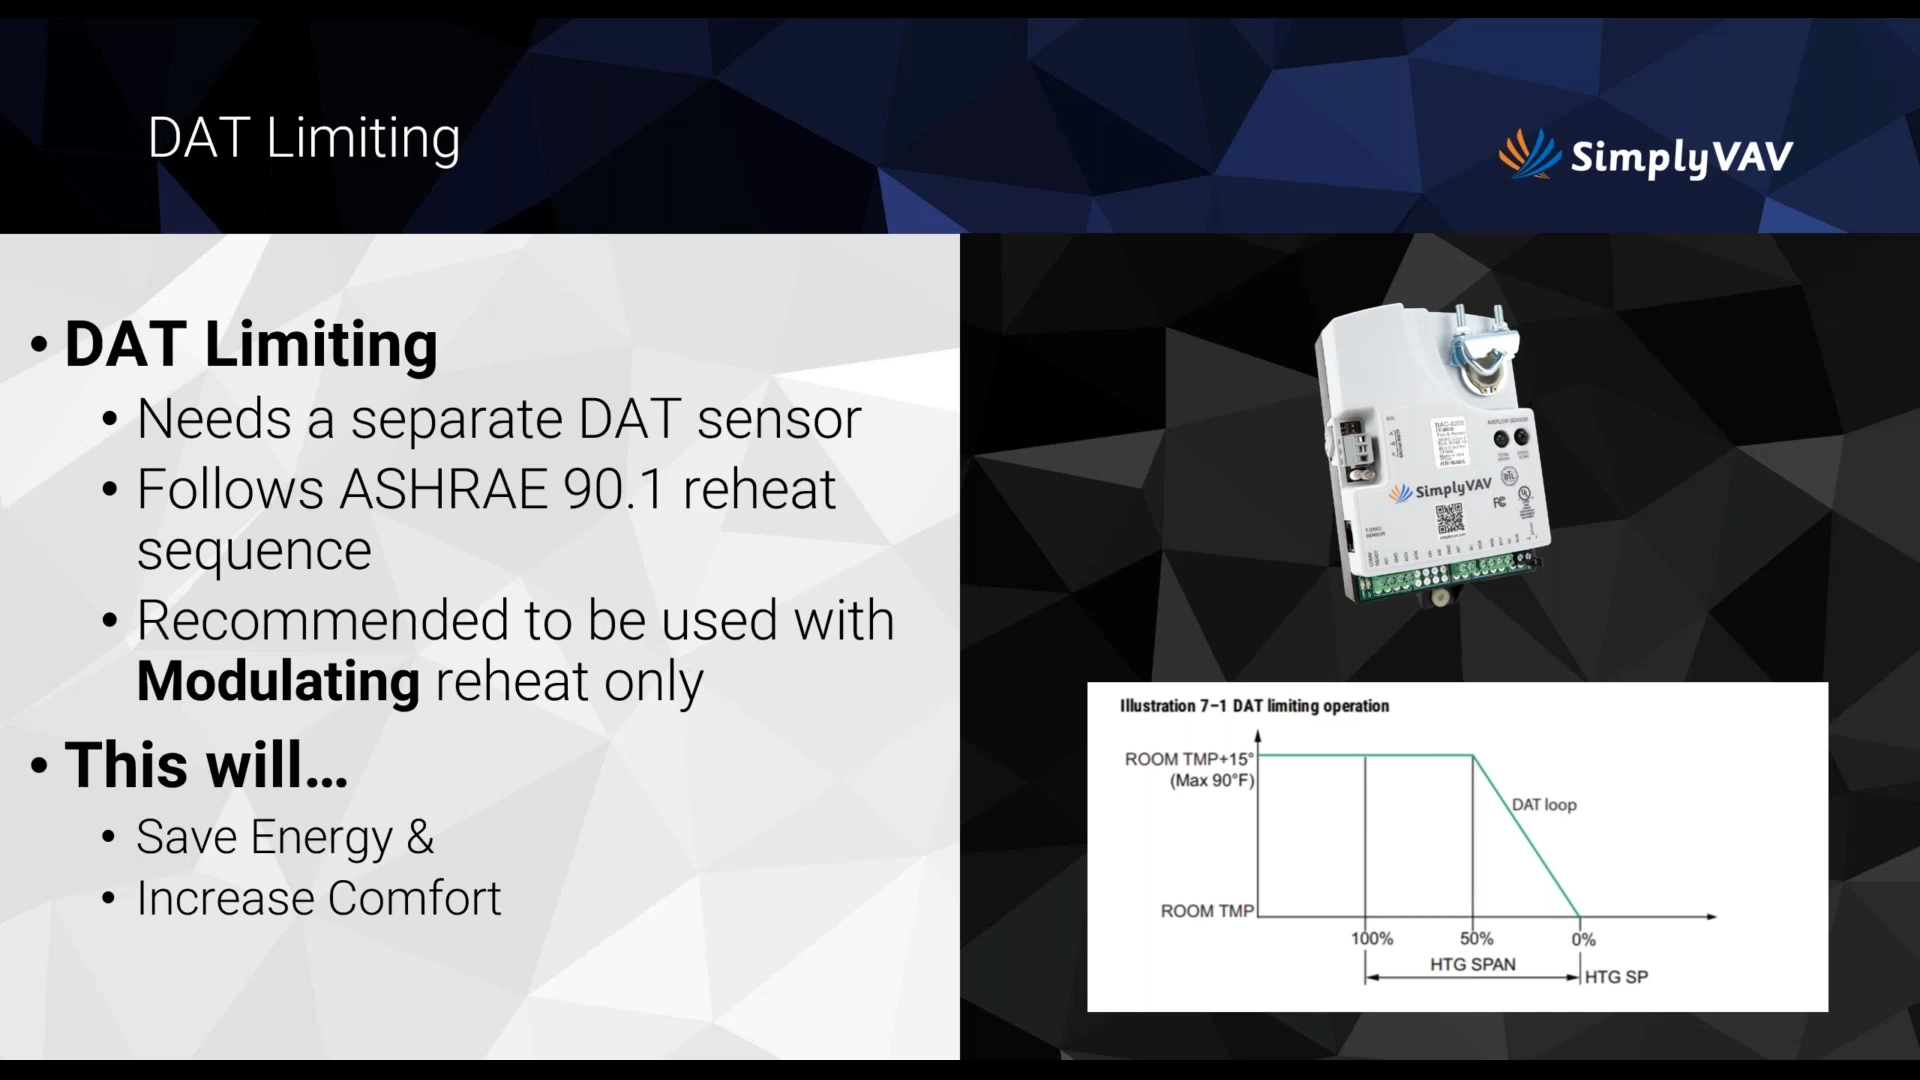 DAT Limiting
SimplyVAV
• DAT Limiting
• Needs a separate DAT sensor
• Follows ASHRAE 90.1 reheat
sequence
• Recommended to be used with
Modulating reheat only
• This will...
• Save Energy &
• Increase Comfort
AIRFLOW SENSOR
SimplyVAV
Illustration 7–1 DAT limiting operation
ROOM TMP+15°
(Max 90°F)
DAT loop
ROOM TMP
100% 50% 0%
HTG SPAN
HTG SP